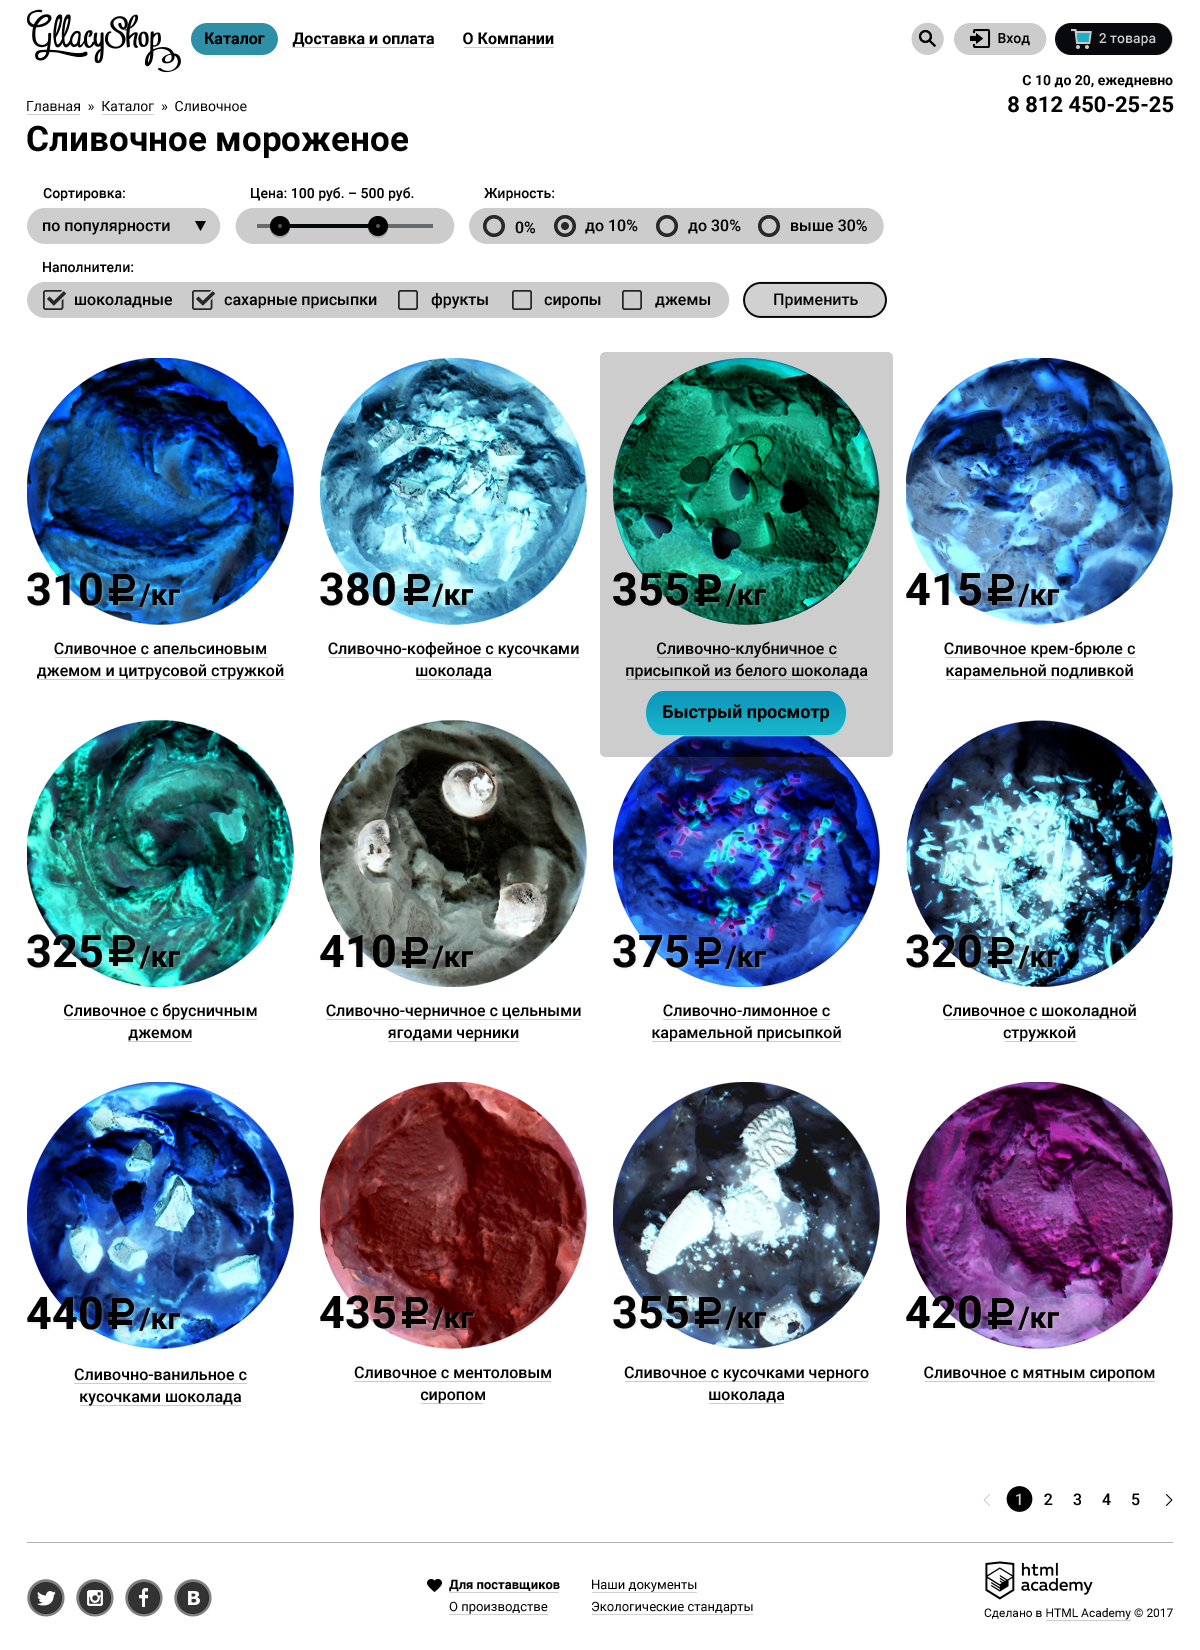 GllacyShop
Каталог Доставка и оплата О Компании
Вход 2 товара
С 10 до 20, ежедневно
8 812 450-25-25
Главная » Каталог » Сливочное
Сливочное мороженое
Сортировка: Цена: 100 руб. – 500 руб. Жирность:
по популярности 0% до 10% до 30% выше 30%
Наполнители:
шоколадные сахарные присыпки фрукты сиропы джемы Применить
310₽/кг 380₽/кг 355₽/кг 415₽/кг
Сливочное с апельсиновым Сливочно-кофейное с кусочками Сливочно-клубничное с Сливочное крем-брюле с
джемом и цитрусовой стружкой шоколада присыпкой из белого шоколада карамельной подливкой
Быстрый просмотр
325₽/кг 410₽/кг 375₽/кг 320₽/кг
Сливочное с брусничным Сливочно-черничное с цельными Сливочно-лимонное с Сливочное с шоколадной
джемом ягодами черники карамельной присыпкой стружкой
440₽/кг 435₽/кг 355₽/кг 420₽/кг
Сливочно-ванильное с Сливочное с ментоловым Сливочное с кусочками черного Сливочное с мятным сиропом
кусочками шоколада сиропом шоколада
1 2 3 4 5
Для поставщиков Наши документы
О производстве Экологические стандарты
html
academy
Сделано в HTML Academy © 2017